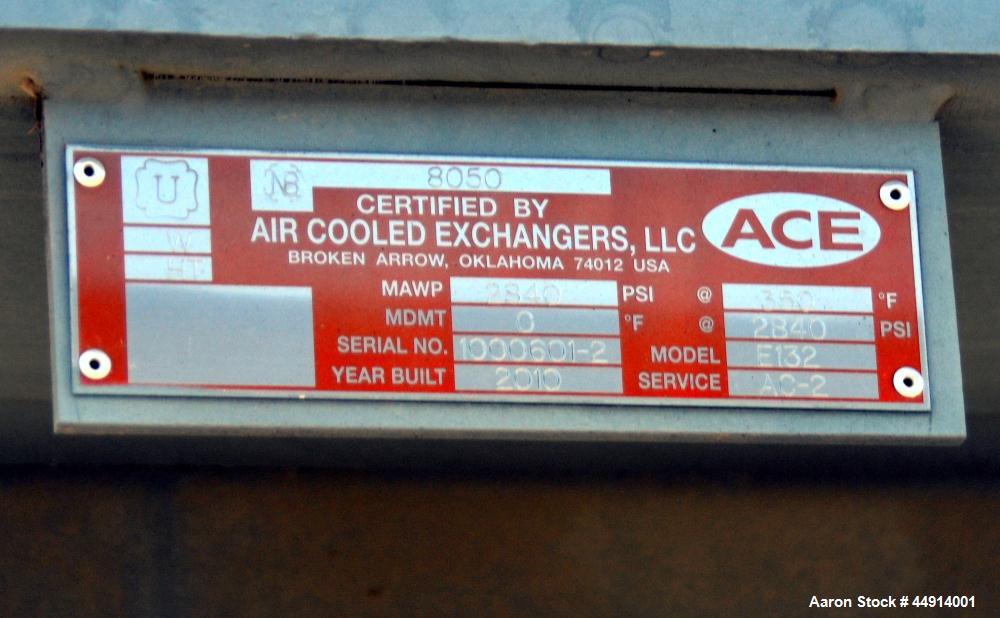 U
W
HT
NB 8050
CERTIFIED BY
AIR COOLED EXCHANGERS, LLC
BROKEN ARROW, OKLAHOMA 74012 USA
ACE
MAWP 2840 PSI @ 350 °F
MDMT 0 °F @ 2840 PSI
SERIAL NO. 1000601-2 MODEL F132
YEAR BUILT 2010 SERVICE AC-2
Aaron Stock # 44914001